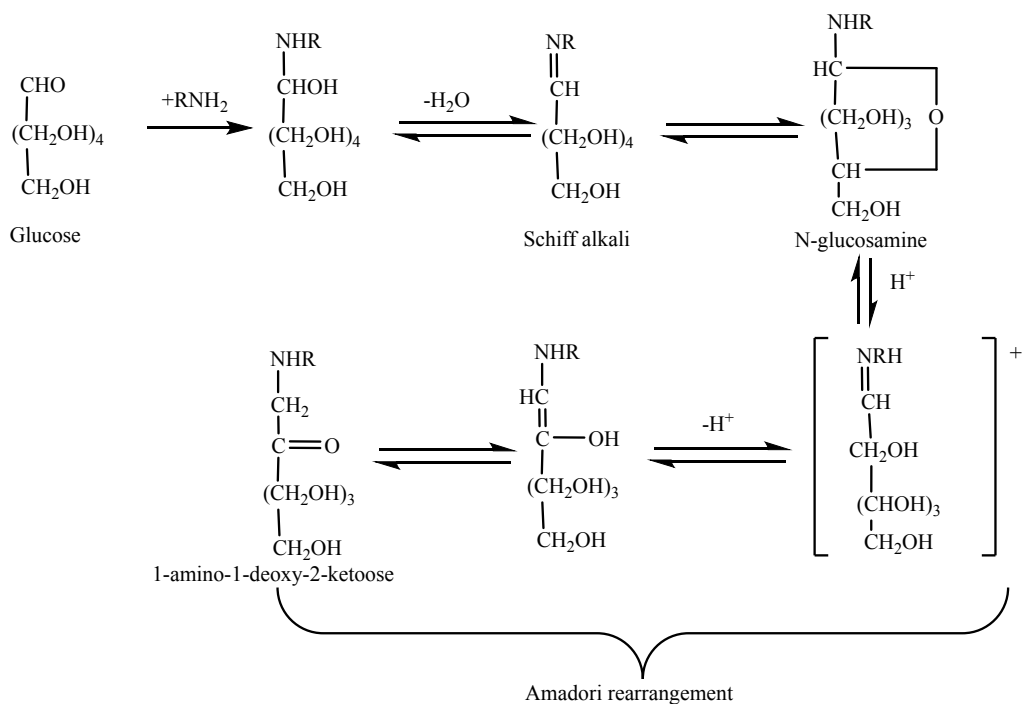 CHO
(CH₂OH)₄
CH₂OH
Glucose
+RNH₂
NHR
CHOH
(CH₂OH)₄
CH₂OH
-H₂O
NR
CH
(CH₂OH)₄
CH₂OH
Schiff alkali
NHR
HC
(CH₂OH)₃
O
CH
CH₂OH
N-glucosamine
H⁺
NHR
CH₂
C
O
(CH₂OH)₃
CH₂OH
1-amino-1-deoxy-2-ketoose
NHR
HC
C
OH
(CH₂OH)₃
CH₂OH
-H⁺
NRH
CH
CH₂OH
(CHOH)₃
CH₂OH
+
Amadori rearrangement